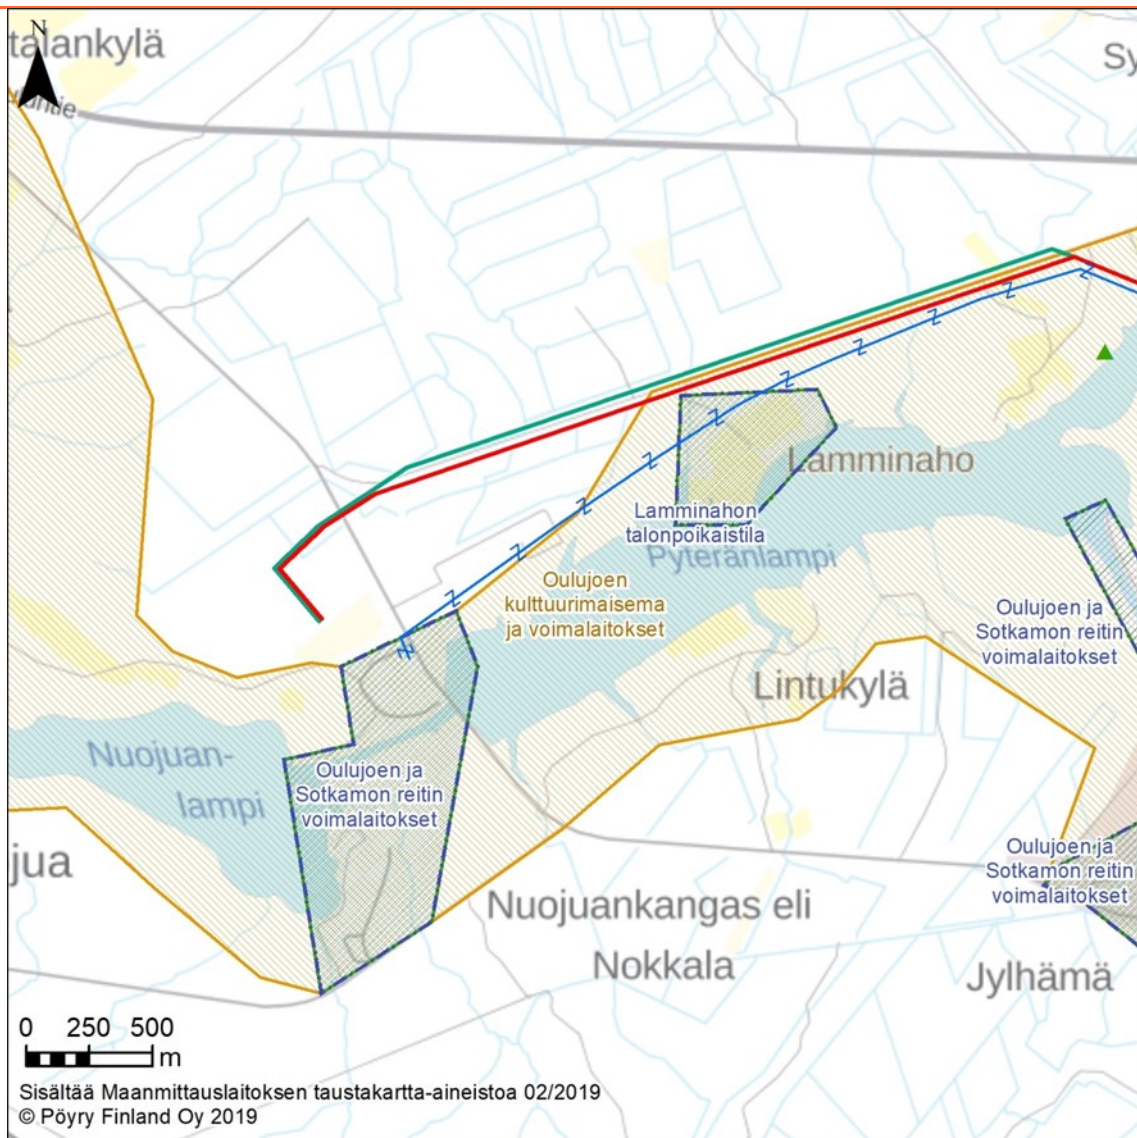 N
talankylä
Sy
Lamminaho
Lamminahon
talonpoikaistila
Pyteränlampi
Oulujoen
kulttuurimaisema
ja voimalaitokset
Oulujoen ja
Sotkamon reitin
voimalaitokset
Lintukylä
Nuojuan-
lampi
Oulujoen ja
Sotkamon reitin
voimalaitokset
jua
Oulujoen ja
Sotkamon reitin
voimalaitokset
Nuojuankangas eli
Nokkala
Jylhämä
0 250 500
m
Sisältää Maanmittauslaitoksen taustakartta-aineistoa 02/2019
© Pöyry Finland Oy 2019